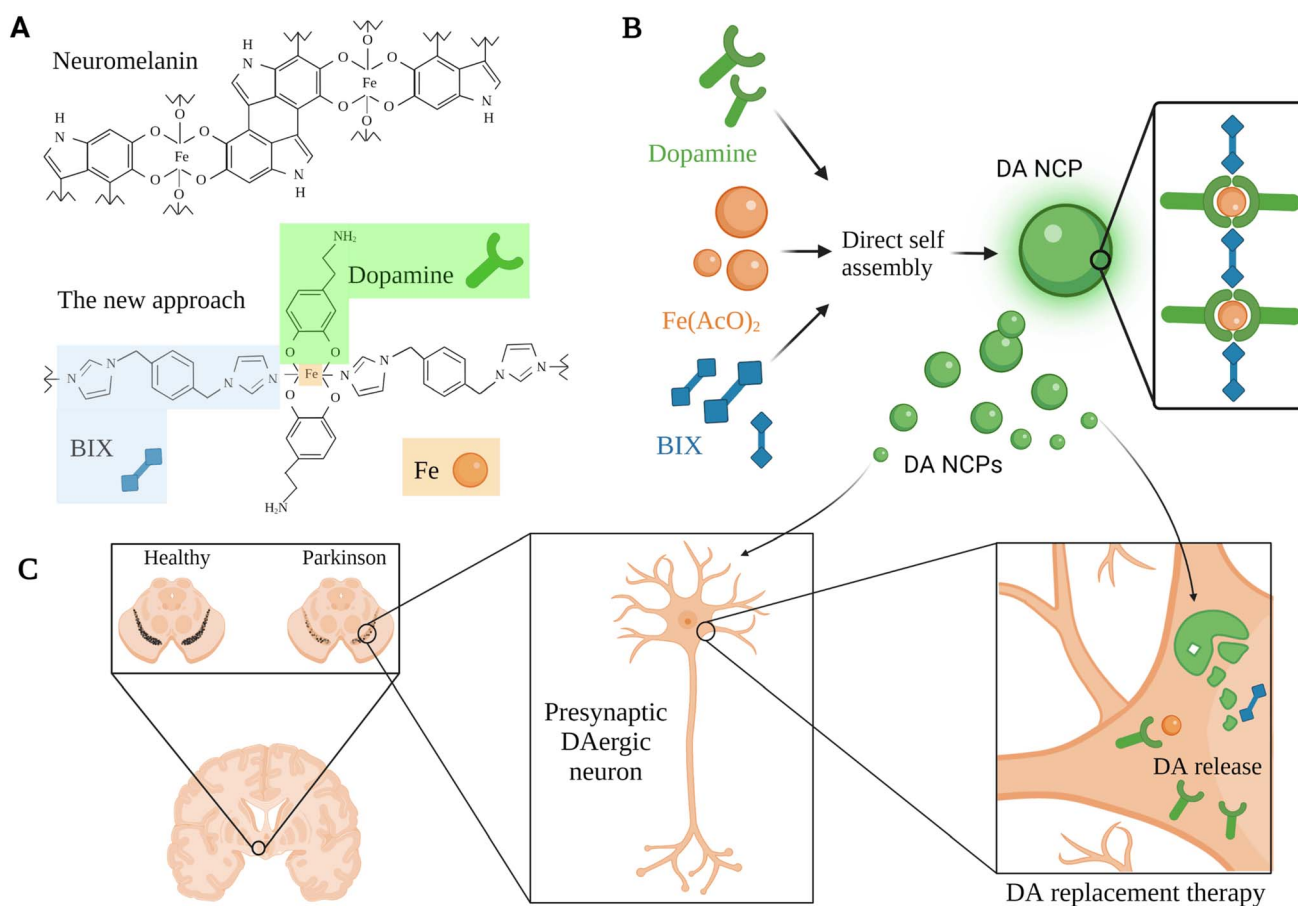 A
Neuromelanin
H
N
O
O
O
O
Fe
O
O
O
O
O
O
Fe
O
O
H
N
N
H
N
H
The new approach
NH2
Dopamine
O
O
N
N
N
N
Fe
N
N
N
N
O
O
BIX
H2N
Fe
B
Dopamine
Fe(AcO)2
BIX
Direct self
assembly
DA NCP
DA NCPs
C
Healthy
Parkinson
Presynaptic
DAergic
neuron
DA release
DA replacement therapy